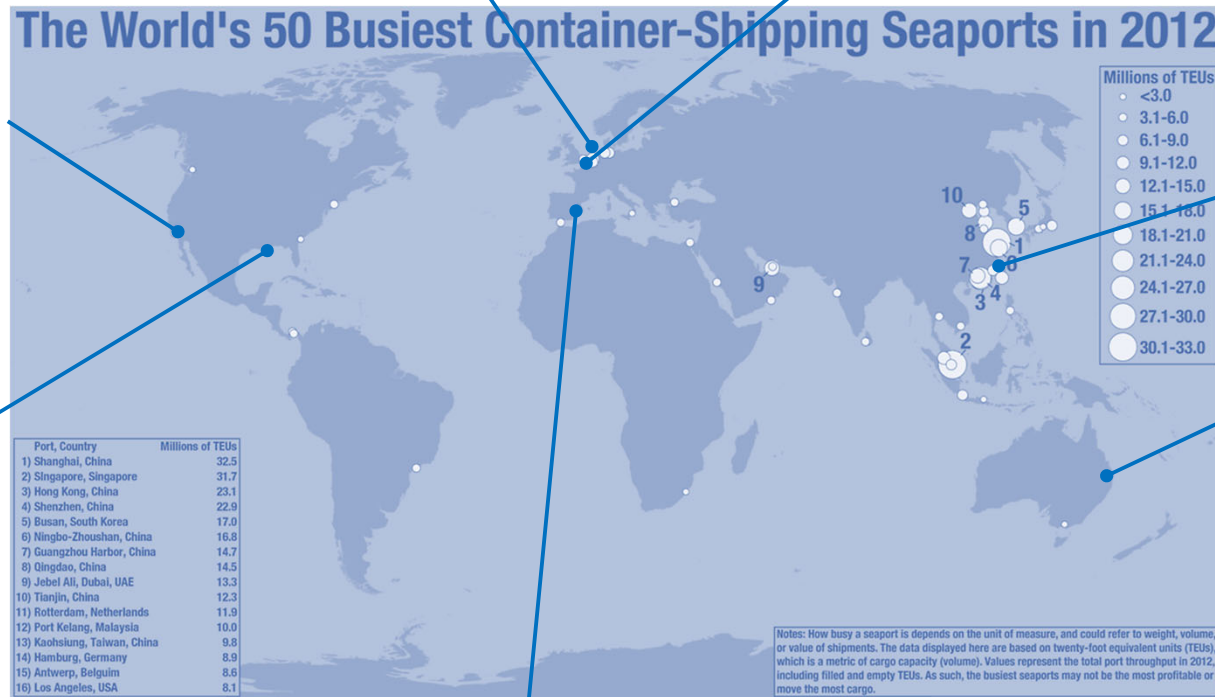 The World's 50 Busiest Container-Shipping Seaports in 2012
Millions of TEUs
<3.0
3.1-6.0
6.1-9.0
9.1-12.0
12.1-15.0
15.1-18.0
18.1-21.0
21.1-24.0
24.1-27.0
27.1-30.0
30.1-33.0
10
5
8
1
6
7
4
3
9
2
Port, Country Millions of TEUs
1) Shanghai, China 32.5
2) SIngapore, Singapore 31.7
3) Hong Kong, China 23.1
4) Shenzhen, China 22.9
5) Busan, South Korea 17.0
6) Ningbo-Zhoushan, China 16.8
7) Guangzhou Harbor, China 14.7
8) Qingdao, China 14.5
9) Jebel Ali, Dubai, UAE 13.3
10) Tianjin, China 12.3
11) Rotterdam, Netherlands 11.9
12) Port Kelang, Malaysia 10.0
13) Kaohsiung, Taiwan, China 9.8
14) Hamburg, Germany 8.9
15) Antwerp, Belguim 8.6
16) Los Angeles, USA 8.1
Notes: How busy a seaport is depends on the unit of measure, and could refer to weight, volume,
or value of shipments. The data displayed here are based on twenty-foot equivalent units (TEUs),
which is a metric of cargo capacity (volume). Values represent the total port throughput in 2012,
including filled and empty TEUs. As such, the busiest seaports may not be the most profitable or
move the most cargo.